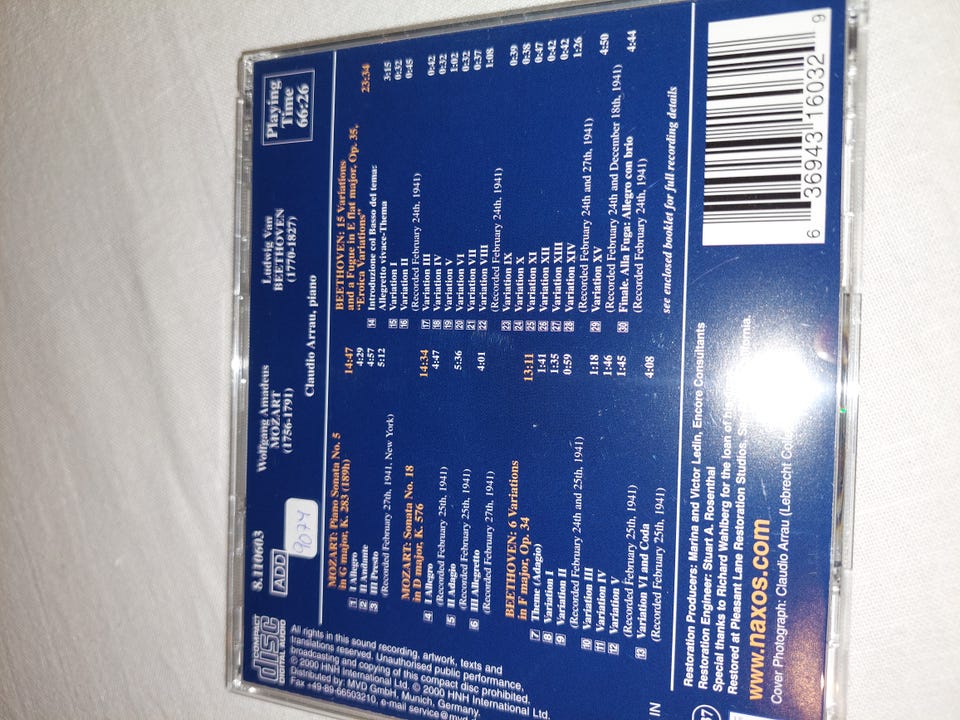 COMPACT
disc
DIGITAL AUDIO
8.110603
ADD
9074
Wolfgang Amadeus
MOZART
(1756-1791)
Ludwig Van
BEETHOVEN
(1770-1827)
Playing
Time
66:26
Claudio Arrau, piano
MOZART: Piano Sonata No. 5
in G major, K. 283 (189h) 14:47
1 I Allegro 4:29
2 II Andante 4:57
3 III Presto 5:12
(Recorded February 27th, 1941, New York)
MOZART: Sonata No. 18
in D major, K. 576 14:34
4 I Allegro 4:47
(Recorded February 25th, 1941)
5 II Adagio 5:36
(Recorded February 25th, 1941)
6 III Allegretto 4:01
(Recorded February 27th, 1941)
BEETHOVEN: 6 Variations
in F major, Op. 34 13:11
7 Theme (Adagio) 1:41
8 Variation I 1:35
9 Variation II 0:59
(Recorded February 24th and 25th, 1941)
10 Variation III 1:18
11 Variation IV 1:46
12 Variation V 1:45
(Recorded February 25th, 1941)
13 Variation VI and Coda 4:08
(Recorded February 25th, 1941)
BEETHOVEN: 15 Variations
and a Fugue in E flat major, Op. 35,
"Eroica Variations" 23:34
14 Introduzione col Basso del tema:
Allegretto vivace-Thema 3:15
15 Variation I 0:32
16 Variation II 0:45
(Recorded February 24th, 1941)
17 Variation III 0:42
18 Variation IV 0:32
19 Variation V 1:02
20 Variation VI 0:32
21 Variation VII 0:37
22 Variation VIII 1:08
(Recorded February 24th, 1941)
23 Variation IX 0:39
24 Variation X 0:38
25 Variation XI 0:47
26 Variation XII 0:42
27 Variation XIII 0:42
28 Variation XIV 1:26
(Recorded February 24th and 27th, 1941)
29 Variation XV 4:50
(Recorded February 24th and December 18th, 1941)
30 Finale. Alla Fuga: Allegro con brio 4:44
(Recorded February 24th, 1941)
see enclosed booklet for full recording details
All rights in this sound recording, artwork, texts and
translations reserved. Unauthorised public performance,
broadcasting and copying of this compact disc prohibited.
℗ 2000 HNH International Ltd. © 2000 HNH International Ltd.
Distributed by MVD GmbH, Munich, Germany.
Fax +49-89-66503210, e-mail service@mvd
IN
Restoration Producers: Marina and Victor Ledin, Encore Consultants
Restoration Engineer: Stuart A. Rosenthal
Special thanks to Richard Wahlberg for the loan of
Restored at Pleasant Lane Restoration Studios,
www.naxos.com
Cover Photograph: Claudio Arrau (Lebrecht
6 36943 16032 9